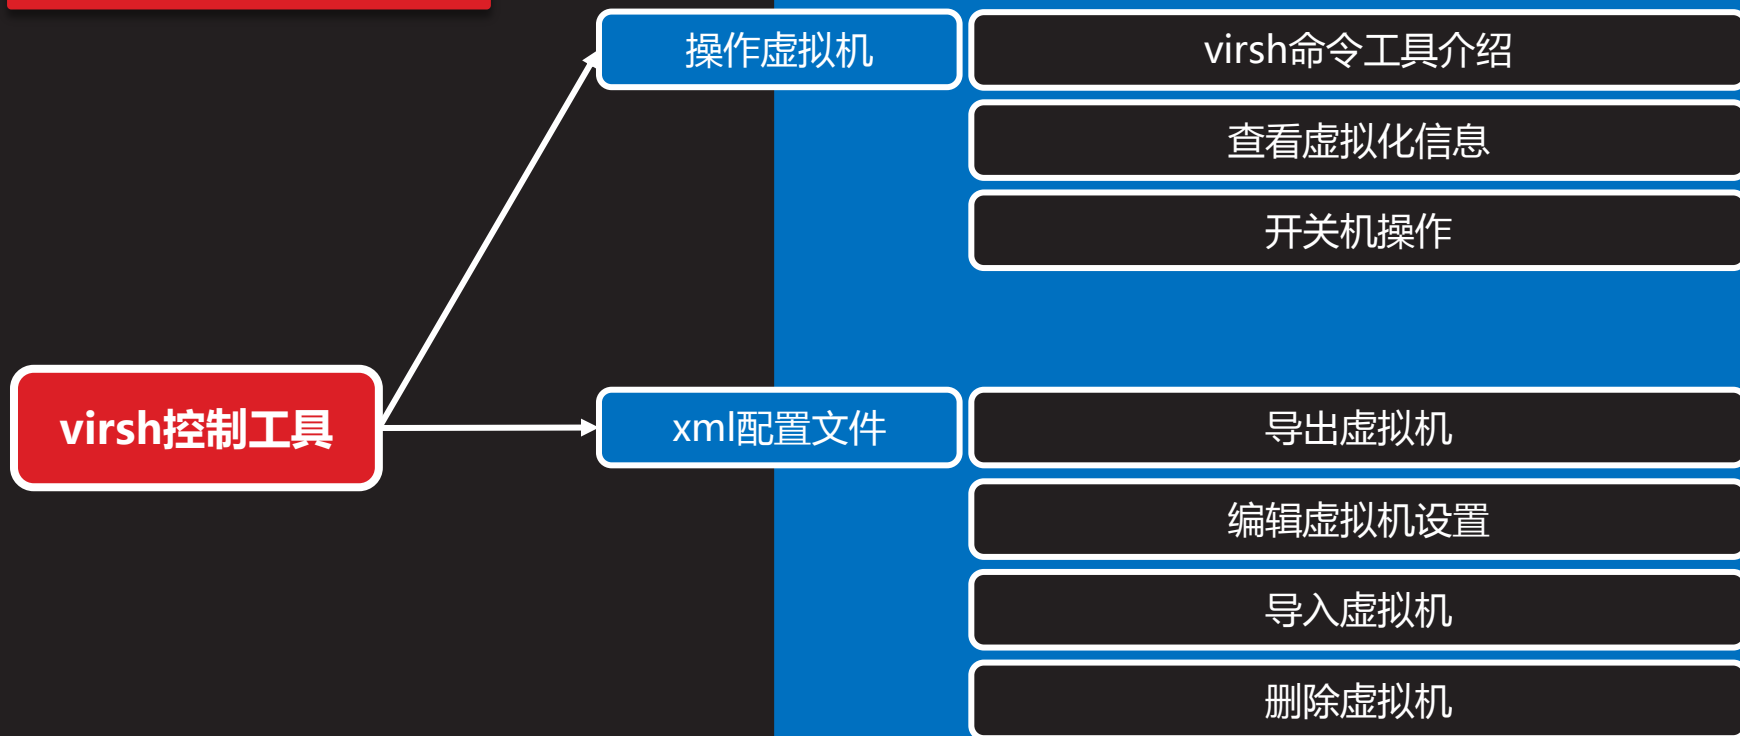 操作虚拟机
virsh命令工具介绍
查看虚拟化信息
开关机操作
virsh控制工具
xml配置文件
导出虚拟机
编辑虚拟机设置
导入虚拟机
删除虚拟机